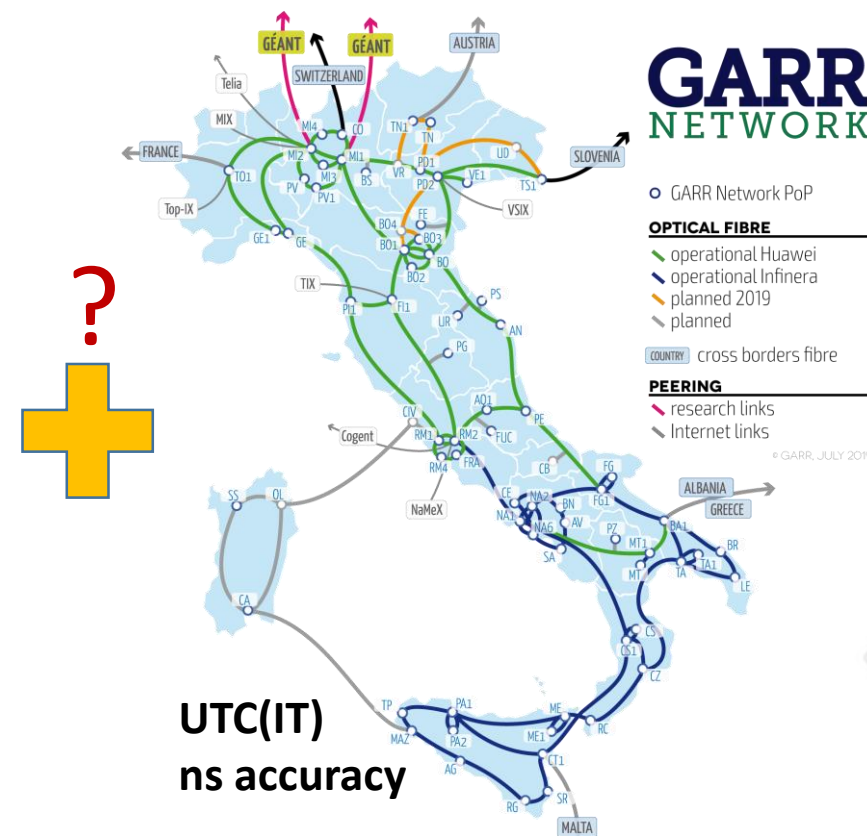 GÉANT
GÉANT
AUSTRIA
SWITZERLAND
Telia
MIX
FRANCE
Top-IX
SLOVENIA
VSIX
TIX
MI4
CO
MI2
MI1
MI3
PV
PV1
TO1
BS
VR
TN1
TN
PD1
PD2
VE1
UD
TS1
GE1
GE
BO4
FE
BO1
BO3
BO
BO2
PI1
FI1
UR
PS
AN
PG
CIV
Cogent
RM1
RM2
RM4
FRA
NaMeX
AQ1
FUC
PE
CB
FG
FG1
CE
NA2
BN
NA1
NA6
AV
SA
PZ
MT1
MT
BA1
TA
TA1
BR
LE
ALBANIA
GREECE
SS
OL
CA
CS
CS1
CZ
RC
TP
PA1
PA2
MAZ
AG
ME
ME1
CT1
RG
SR
MALTA
?
UTC(IT)
ns accuracy
GARR
NETWORK
GARR Network PoP
OPTICAL FIBRE
operational Huawei
operational Infinera
planned 2019
planned
COUNTRY cross borders fibre
PEERING
research links
Internet links
© GARR, JULY 2019